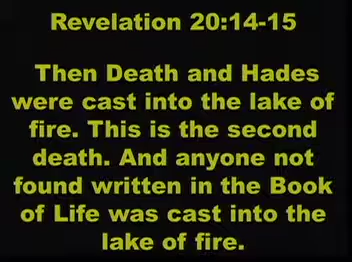 Revelation 20:14-15
Then Death and Hades
were cast into the lake of
fire. This is the second
death. And anyone not
found written in the Book
of Life was cast into the
lake of fire.